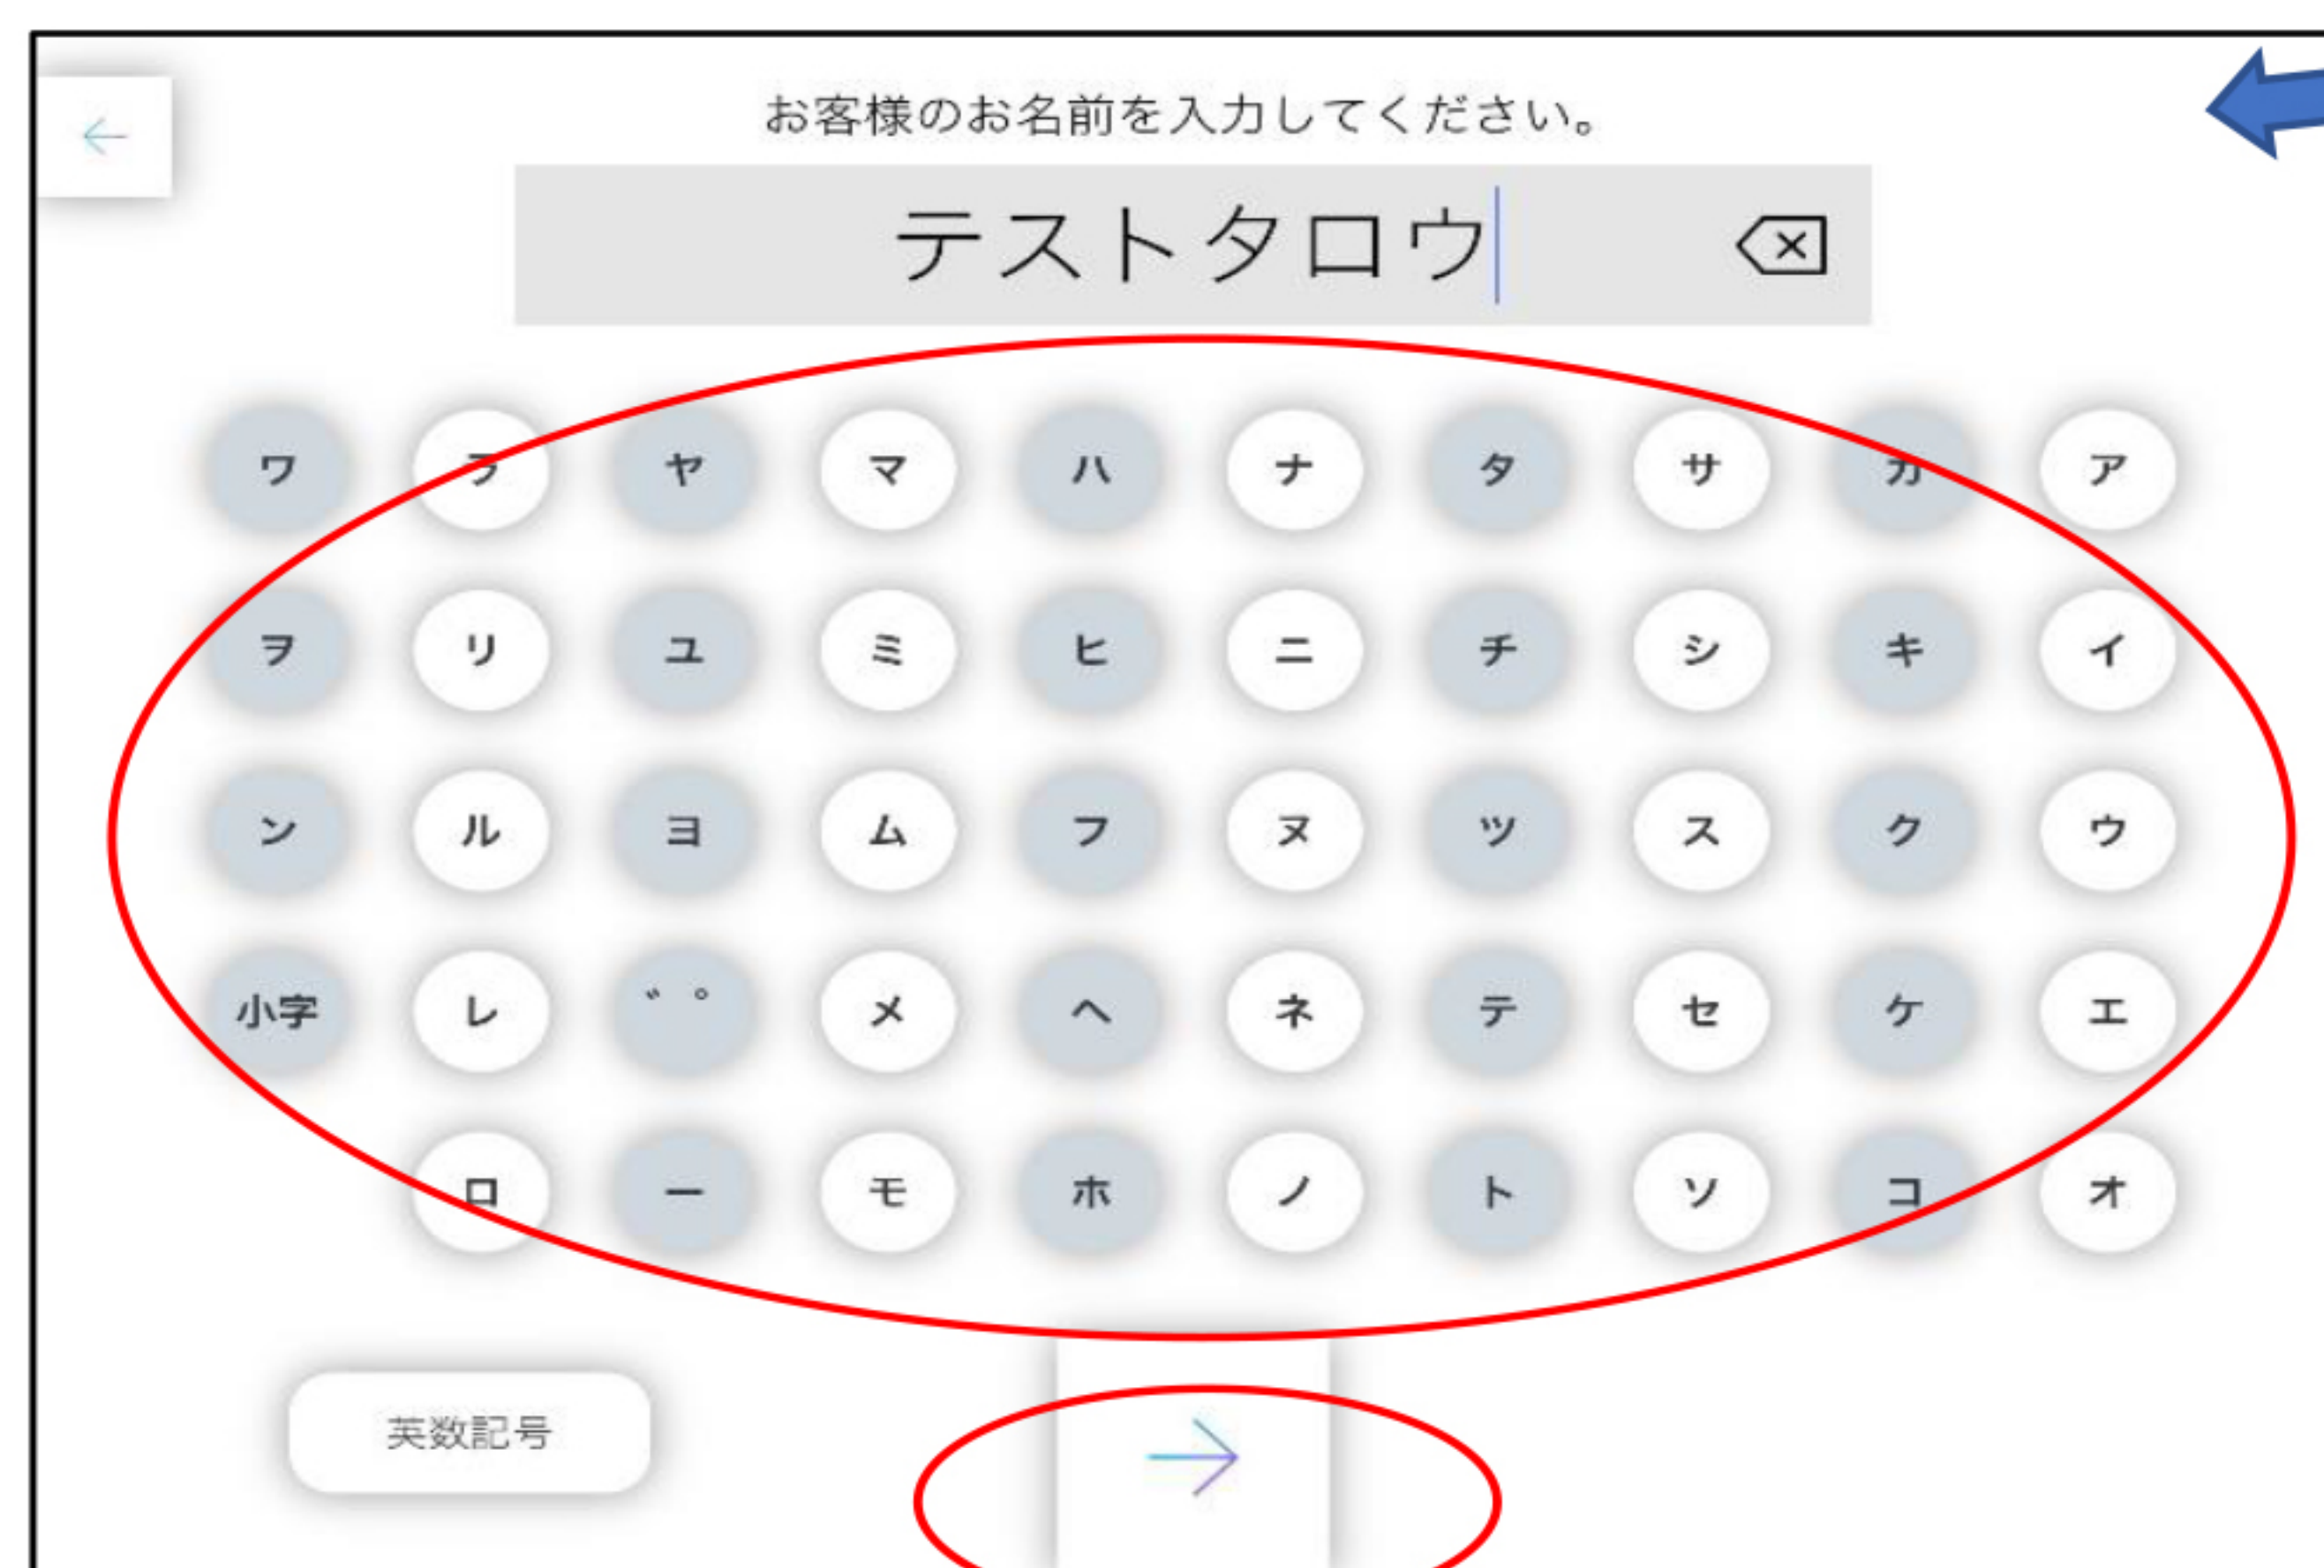 お客様のお名前を入力してください。
テストタロウ
ワ ラ ヤ マ ハ ナ タ サ カ ア
ヲ リ ユ ミ ヒ ニ チ シ キ イ
ン ル ヨ ム フ ヌ ツ ス ク ウ
小字 レ ゛゜ メ ヘ ネ テ セ ケ エ
ロ ー モ ホ ノ ト ソ コ オ
英数記号